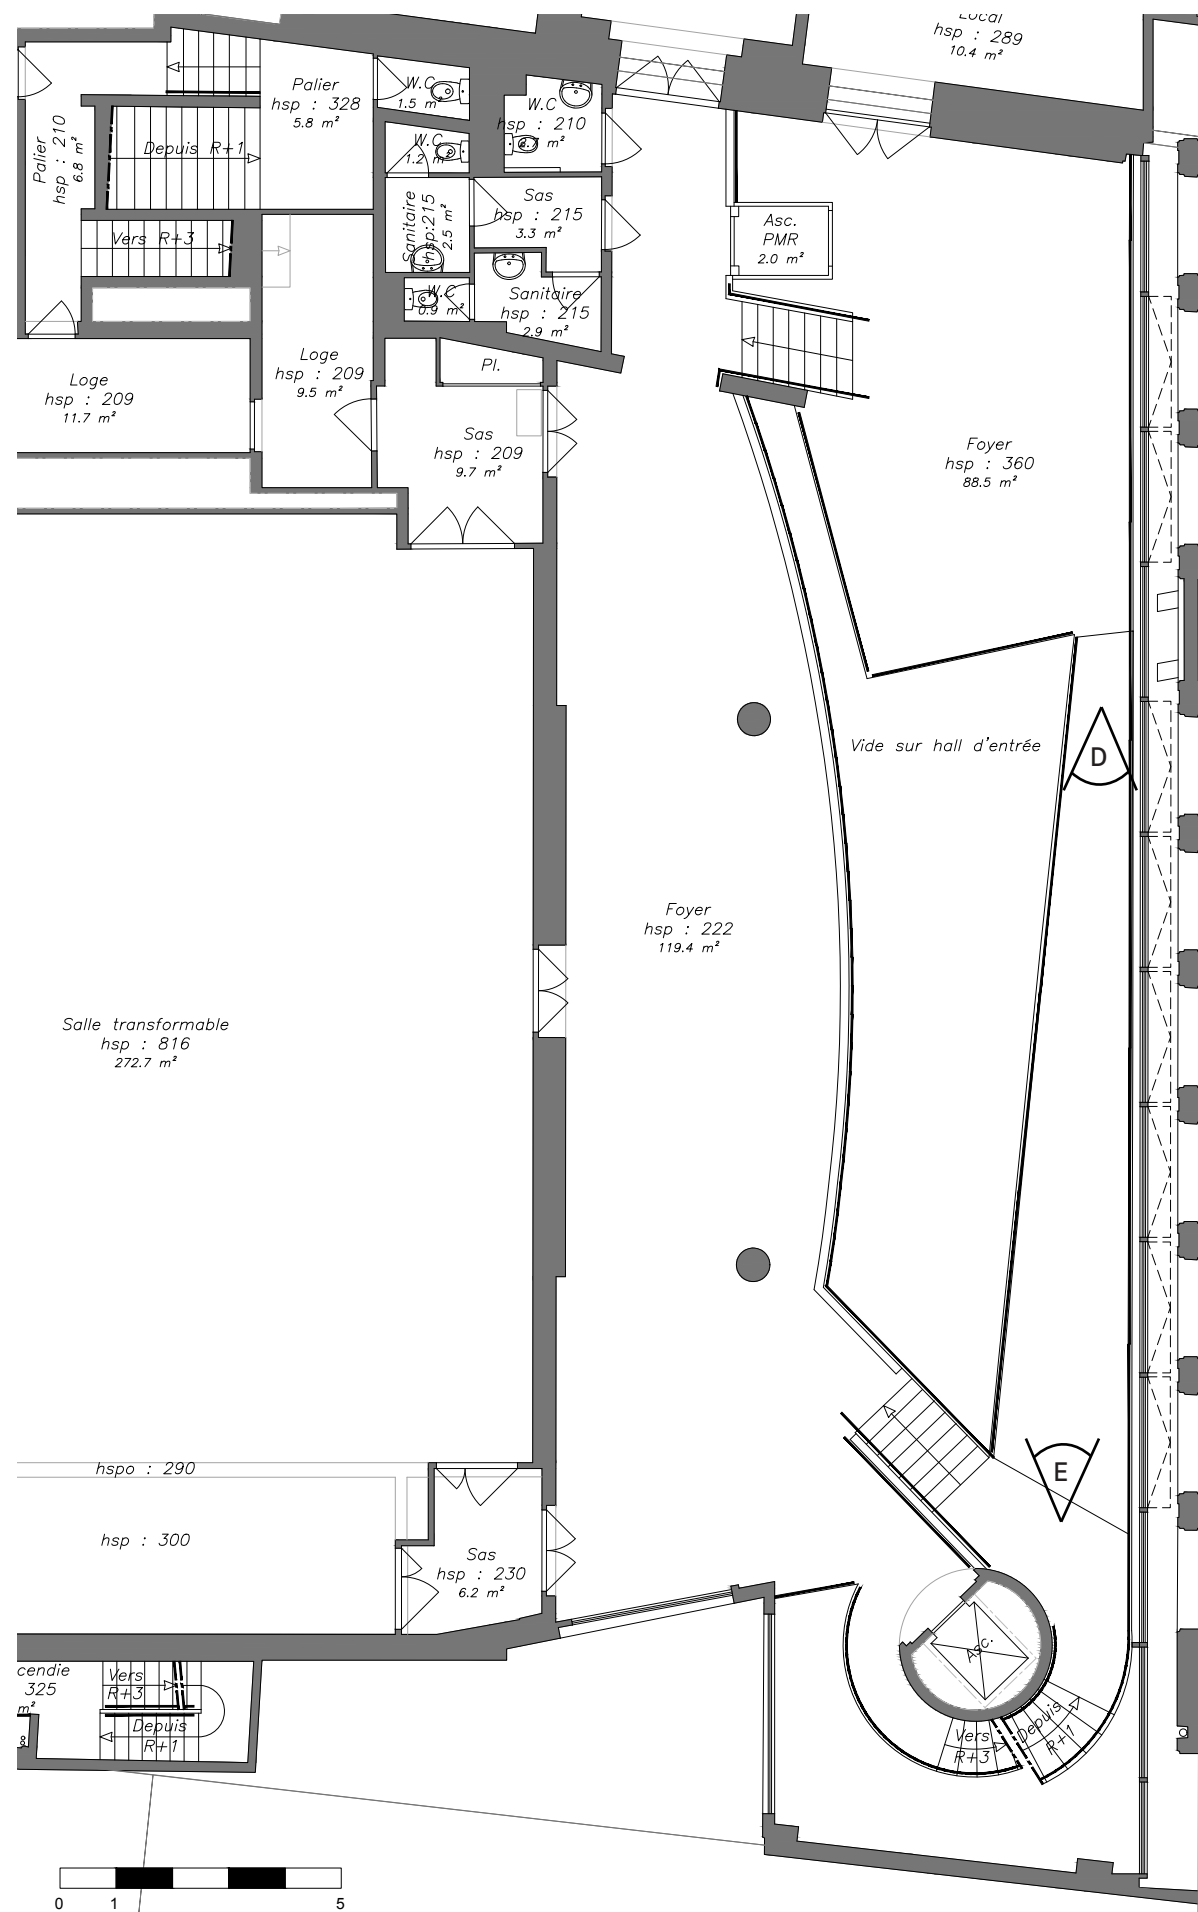 Local
hsp : 289
10.4 m²
Palier
hsp : 328
5.8 m²
W.C
1.5 m²
W.C
hsp : 210
Palier
hsp : 210
6.8 m²
Depuis R+1
W.C
1.2 m²
Sanitaire
hsp:215
2.5 m²
Sas
hsp : 215
3.3 m²
Asc.
PMR
2.0 m²
Vers R+3
W.C
0.9 m²
Sanitaire
hsp : 215
2.9 m²
Loge
hsp : 209
9.5 m²
Pl.
Loge
hsp : 209
11.7 m²
Sas
hsp : 209
9.7 m²
Foyer
hsp : 360
88.5 m²
Vide sur hall d'entrée
D
Foyer
hsp : 222
119.4 m²
Salle transformable
hsp : 816
272.7 m²
hspo : 290
E
hsp : 300
Sas
hsp : 230
6.2 m²
Asc.
cendie
325
m²
Vers
R+3
Depuis
R+1
Vers
R+3
Depuis
R+1
0 1 5